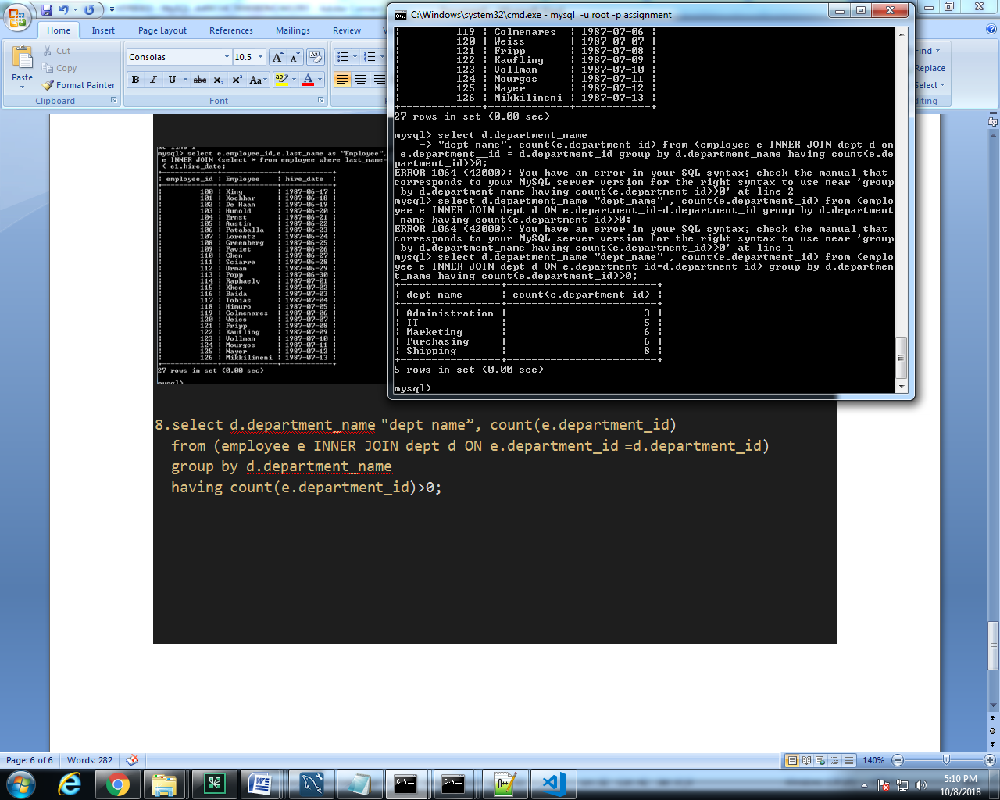 C:\Windows\system32\cmd.exe - mysql  -u root -p assignment
Home Insert Page Layout References Mailings Review
Paste
Cut
Copy
Format Painter
Clipboard
Consolas 10.5
Font
Find
Replace
Select
diting
| 119 | Colmenares | 1987-07-06 |
| 120 | Weiss | 1987-07-07 |
| 121 | Fripp | 1987-07-08 |
| 122 | Kaufling | 1987-07-09 |
| 123 | Vollman | 1987-07-10 |
| 124 | Mourgos | 1987-07-11 |
| 125 | Nayer | 1987-07-12 |
| 126 | Mikkilineni | 1987-07-13 |
27 rows in set (0.00 sec)
mysql> select d.department_name
-> "dept name", count(e.department_id) from (employee e INNER JOIN dept d on
e.department__id = d.department_id group by d.department_name having count(e.de
partment_id)>0;
ERROR 1064 (42000): You have an error in your SQL syntax; check the manual that
corresponds to your MySQL server version for the right syntax to use near 'group
by d.department_name having count(e.department_id)>0' at line 2
mysql> select d.department_name "dept_name" , count(e.department_id) from (emplo
yee e INNER JOIN dept d ON e.department_id=d.department_id group by d.department
_name having count(e.department_id)>0;
ERROR 1064 (42000): You have an error in your SQL syntax; check the manual that
corresponds to your MySQL server version for the right syntax to use near 'group
by d.department_name having count(e.department_id)>0' at line 1
mysql> select d.department_name "dept_name" , count(e.department_id) from (emplo
yee e INNER JOIN dept d ON e.department_id=d.department_id) group by d.departmen
t_name having count(e.department_id)>0;
| dept_name | count(e.department_id) |
| Administration | 3 |
| IT | 5 |
| Marketing | 6 |
| Purchasing | 6 |
| Shipping | 8 |
5 rows in set (0.00 sec)
mysql>
at line 1
mysql> select e.employee_id,e.last_name as "Employee",
e INNER JOIN (select * from employee where last_name=
< e1.hire_date;
| employee_id | Employee | hire_date |
| 100 | King | 1987-06-17 |
| 101 | Kochhar | 1987-06-18 |
| 102 | De Haan | 1987-06-19 |
| 103 | Hunold | 1987-06-20 |
| 104 | Ernst | 1987-06-21 |
| 105 | Austin | 1987-06-22 |
| 106 | Pataballa | 1987-06-23 |
| 107 | Lorentz | 1987-06-24 |
| 108 | Greenberg | 1987-06-25 |
| 109 | Faviet | 1987-06-26 |
| 110 | Chen | 1987-06-27 |
| 111 | Sciarra | 1987-06-28 |
| 112 | Urman | 1987-06-29 |
| 113 | Popp | 1987-06-30 |
| 114 | Raphaely | 1987-07-01 |
| 115 | Khoo | 1987-07-02 |
| 116 | Baida | 1987-07-03 |
| 117 | Tobias | 1987-07-04 |
| 118 | Himuro | 1987-07-05 |
| 119 | Colmenares | 1987-07-06 |
| 120 | Weiss | 1987-07-07 |
| 121 | Fripp | 1987-07-08 |
| 122 | Kaufling | 1987-07-09 |
| 123 | Vollman | 1987-07-10 |
| 124 | Mourgos | 1987-07-11 |
| 125 | Nayer | 1987-07-12 |
| 126 | Mikkilineni | 1987-07-13 |
27 rows in set (0.00 sec)
mysql>
8.select d.department_name "dept name”, count(e.department_id)
from (employee e INNER JOIN dept d ON e.department_id =d.department_id)
group by d.department_name
having count(e.department_id)>0;
Page: 6 of 6 Words: 282 140%
5:10 PM
10/8/2018